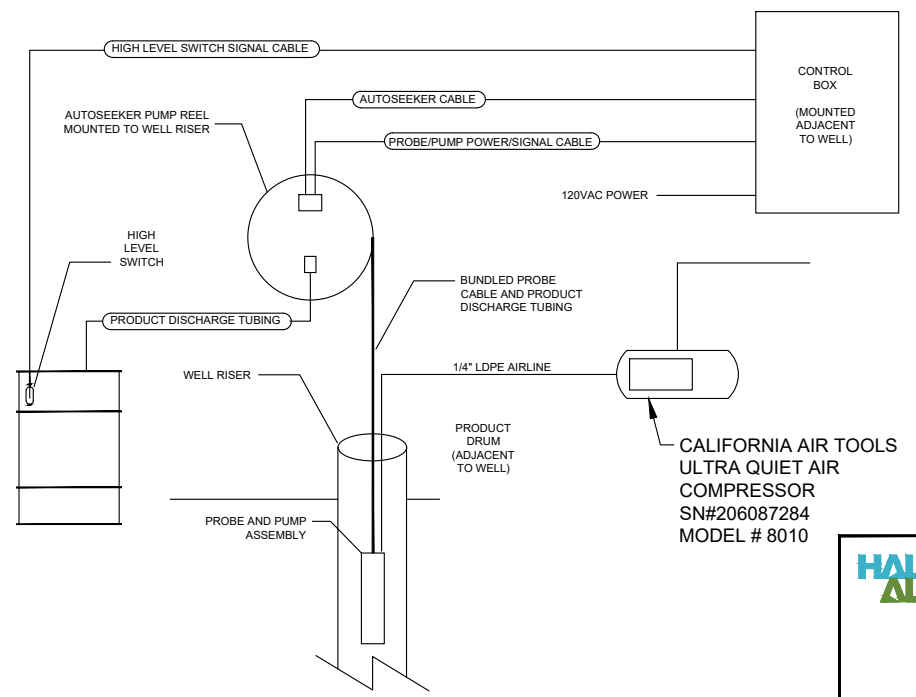 HIGH LEVEL SWITCH SIGNAL CABLE
CONTROL
BOX
(MOUNTED
ADJACENT
TO WELL)
AUTOSEEKER CABLE
AUTOSEEKER PUMP REEL
MOUNTED TO WELL RISER
PROBE/PUMP POWER/SIGNAL CABLE
120VAC POWER
HIGH
LEVEL
SWITCH
BUNDLED PROBE
CABLE AND PRODUCT
DISCHARGE TUBING
PRODUCT DISCHARGE TUBING
WELL RISER
1/4" LDPE AIRLINE
PRODUCT
DRUM
(ADJACENT
TO WELL)
CALIFORNIA AIR TOOLS
ULTRA QUIET AIR
COMPRESSOR
SN#206087284
MODEL # 8010
PROBE AND PUMP
ASSEMBLY